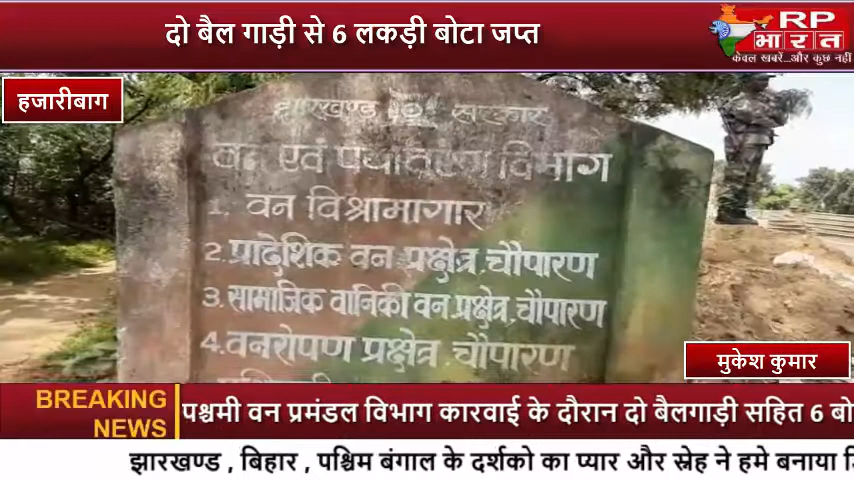 दो बैल गाड़ी से 6 लकड़ी बोटा जप्त
RP
भारत
केवल खबरें...और कुछ नहीं
हजारीबाग
झारखण्ड सरकार
वन एवं पर्यावरण विभाग
1. वन विश्रामागार
2. प्रादेशिक वन प्रक्षेत्र, चौपारण
3. सामाजिक वानिकी वन प्रक्षेत्र, चौपारण
4. वनरोपण प्रक्षेत्र, चौपारण
मुकेश कुमार
BREAKING NEWS
पश्चमी वन प्रमंडल विभाग कारवाई के दौरान दो बैलगाड़ी सहित 6
झारखण्ड , बिहार , पश्चिम बंगाल के दर्शको का प्यार और स्नेह ने हमे बनाया